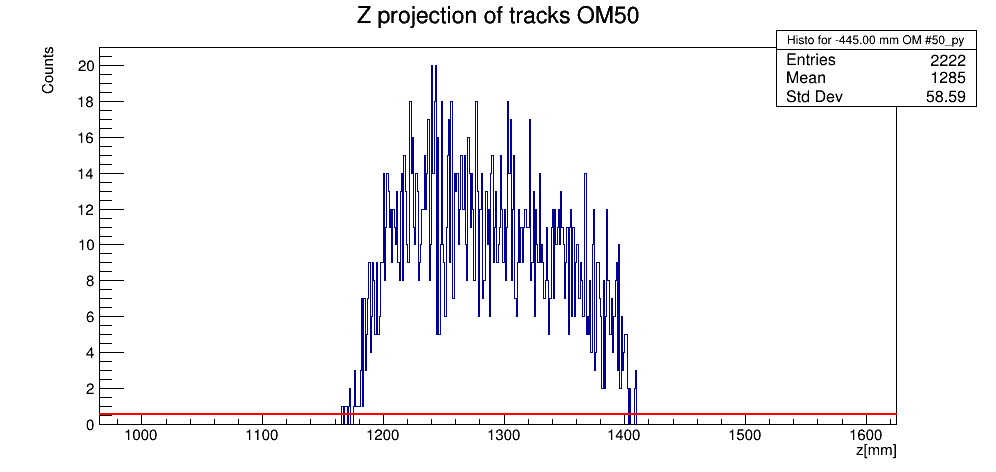 Z projection of tracks OM50
Histo for -445.00 mm OM #50_py
Entries 2222
Mean 1285
Std Dev 58.59
Counts
20
18
16
14
12
10
8
6
4
2
0
1000 1100 1200 1300 1400 1500 1600
z[mm]